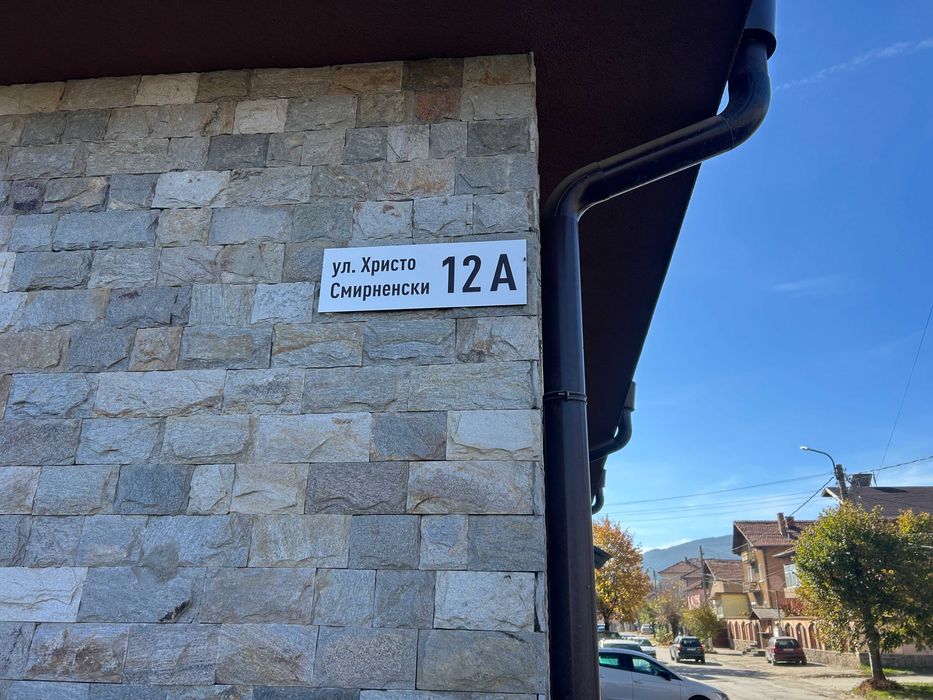 ул. Христо
Смирненски
12 А